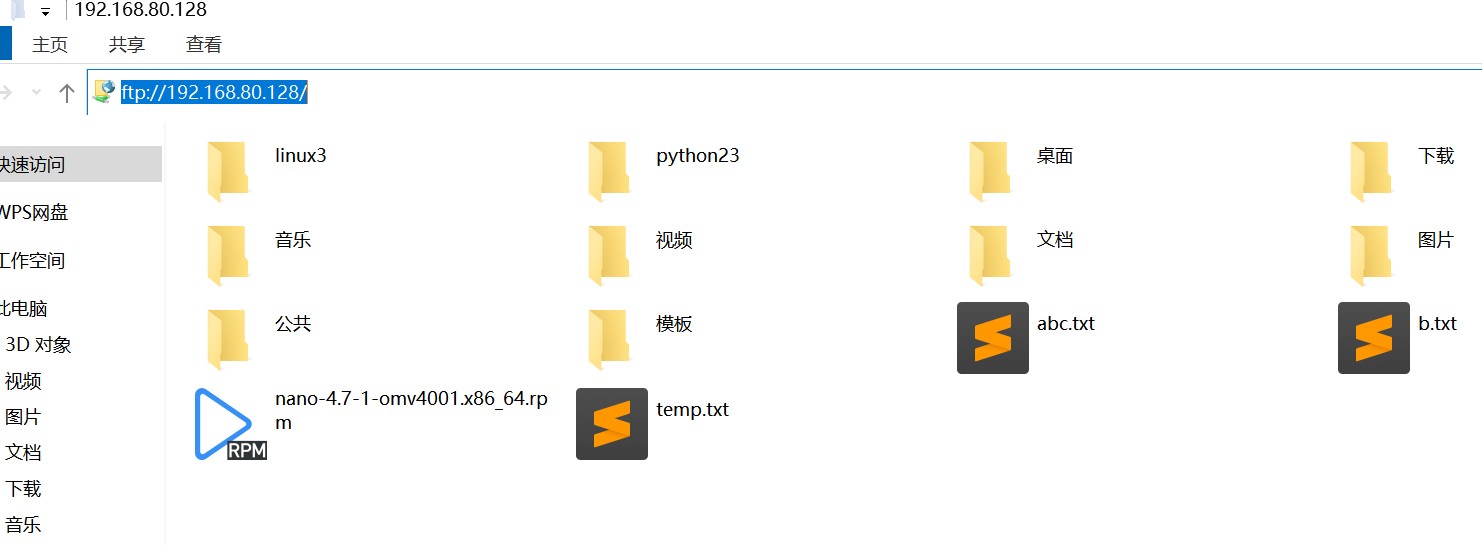 192.168.80.128
主页 共享 查看
ftp://192.168.80.128/
快速访问
WPS网盘
工作空间
此电脑
3D 对象
视频
图片
文档
下载
音乐
linux3 python23 桌面 下载
音乐 视频 文档 图片
公共 模板 abc.txt b.txt
nano-4.7-1-omv4001.x86_64.rp
m
RPM
temp.txt